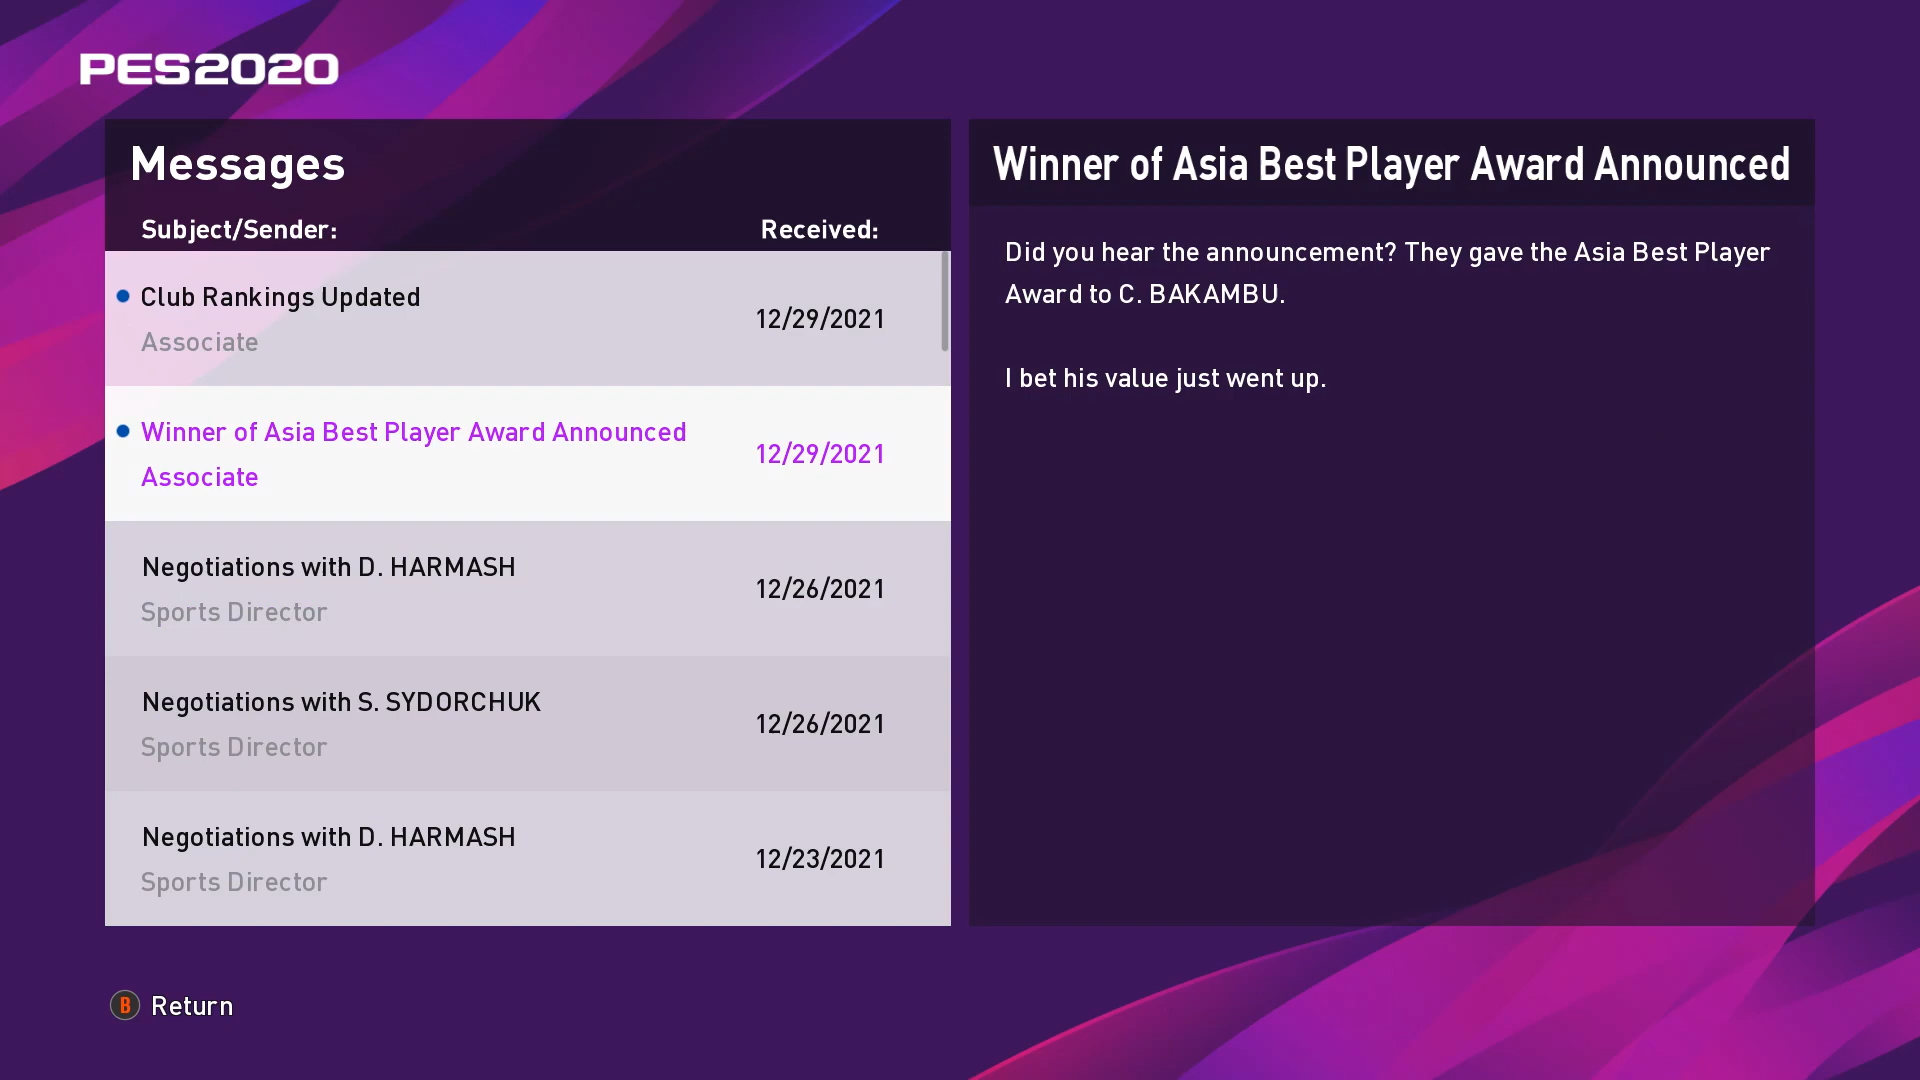 PES2020
Messages
Subject/Sender: Received:
Club Rankings Updated
Associate
12/29/2021
Winner of Asia Best Player Award Announced
Associate
12/29/2021
Negotiations with D. HARMASH
Sports Director
12/26/2021
Negotiations with S. SYDORCHUK
Sports Director
12/26/2021
Negotiations with D. HARMASH
Sports Director
12/23/2021
Winner of Asia Best Player Award Announced
Did you hear the announcement? They gave the Asia Best Player
Award to C. BAKAMBU.
I bet his value just went up.
B Return